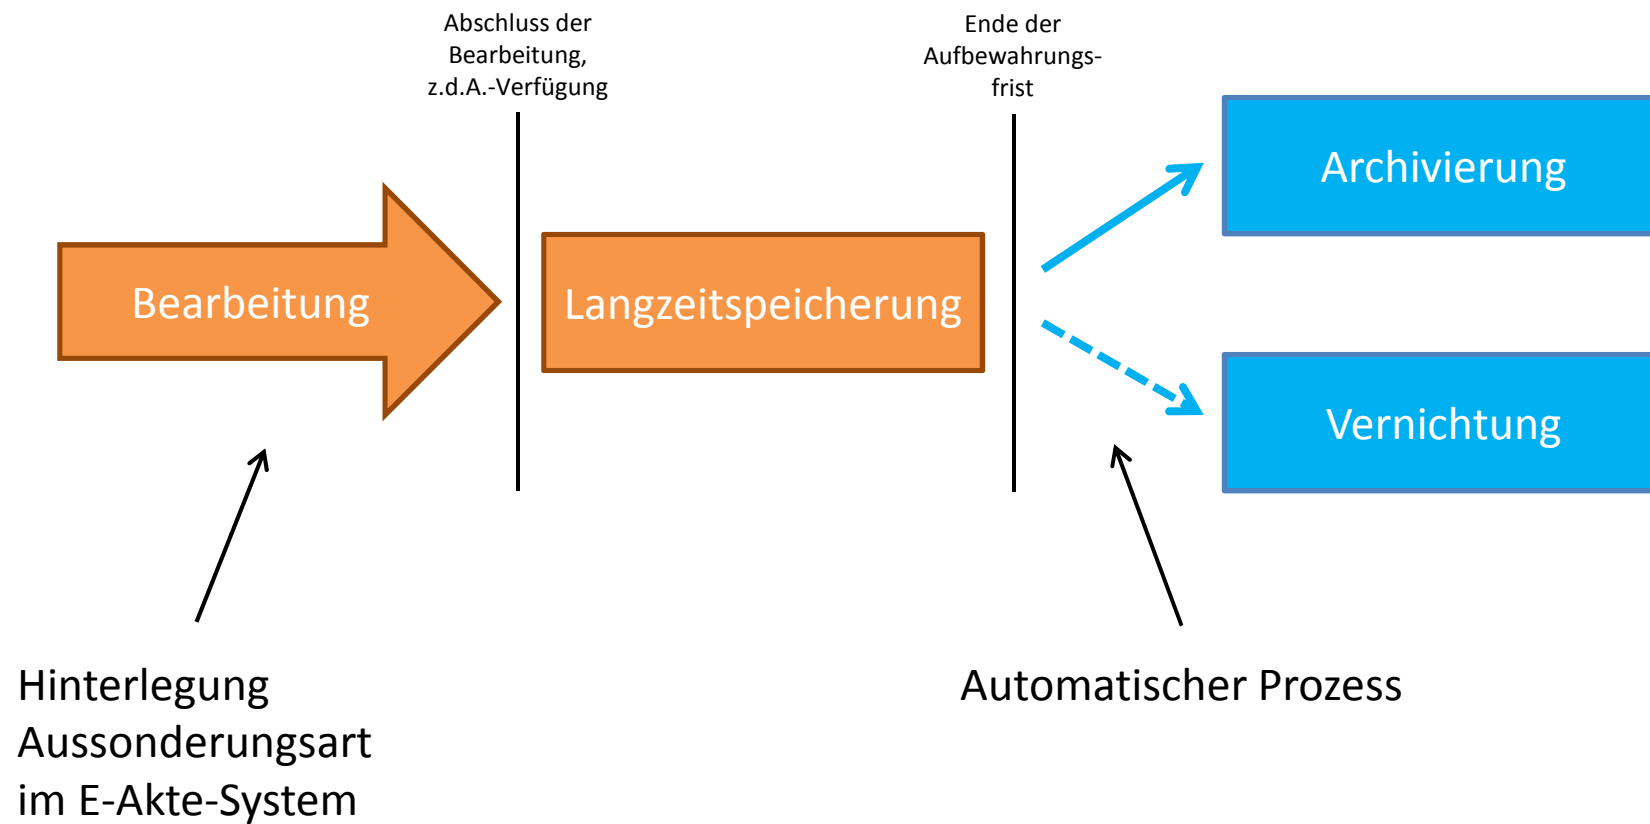 Abschluss der
Bearbeitung,
z.d.A.-Verfügung
Ende der
Aufbewahrungs-
frist
Archivierung
Bearbeitung
Langzeitspeicherung
Vernichtung
Hinterlegung
Aussonderungsart
im E-Akte-System
Automatischer Prozess